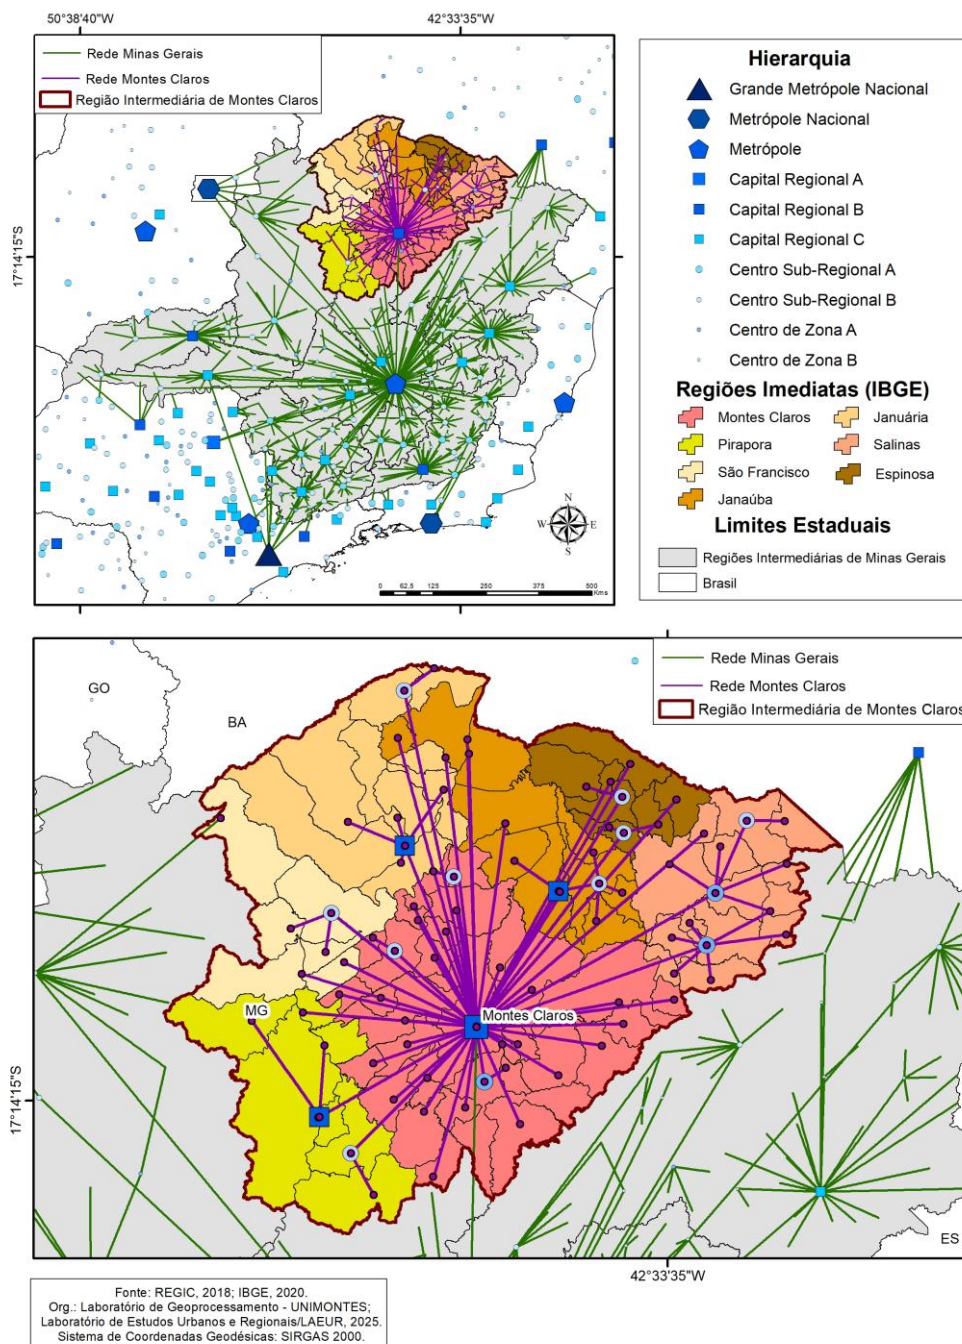 50°38'40"W
42°33'35"W
Rede Minas Gerais
Rede Montes Claros
Região Intermediária de Montes Claros
17°14'15"S
N
W
E
S
0
62.5
125
250
375
500
Kms
Hierarquia
Grande Metrópole Nacional
Metrópole Nacional
Metrópole
Capital Regional A
Capital Regional B
Capital Regional C
Centro Sub-Regional A
Centro Sub-Regional B
Centro de Zona A
Centro de Zona B
Regiões Imediatas (IBGE)
Montes Claros
Januária
Pirapora
Salinas
São Francisco
Espinosa
Janaúba
Limites Estaduais
Regiões Intermediárias de Minas Gerais
Brasil
Rede Minas Gerais
Rede Montes Claros
Região Intermediária de Montes Claros
GO
BA
MG
Montes Claros
17°14'15"S
ES
42°33'35"W
Fonte: REGIC, 2018; IBGE, 2020.
Org.: Laboratório de Geoprocessamento - UNIMONTES;
Laboratório de Estudos Urbanos e Regionais/LAEUR, 2025.
Sistema de Coordenadas Geodésicas: SIRGAS 2000.